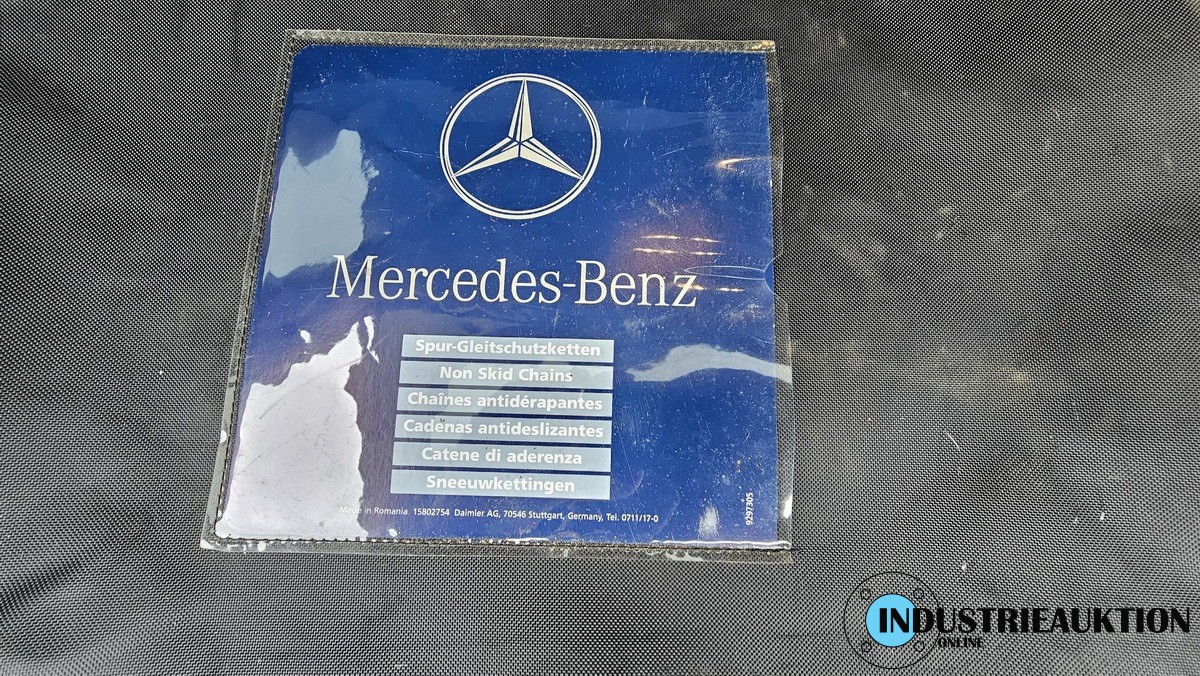 Mercedes-Benz
Spur-Gleitschutzketten
Non Skid Chains
Chaînes antidérapantes
Cadenas antideslizantes
Catene di aderenza
Sneeuwkettingen
Made in Romania 15802754 Daimler AG, 70546 Stuttgart, Germany, Tel. 0711/17-0
9297305
INDUSTRIEAUKTION
ONLINE